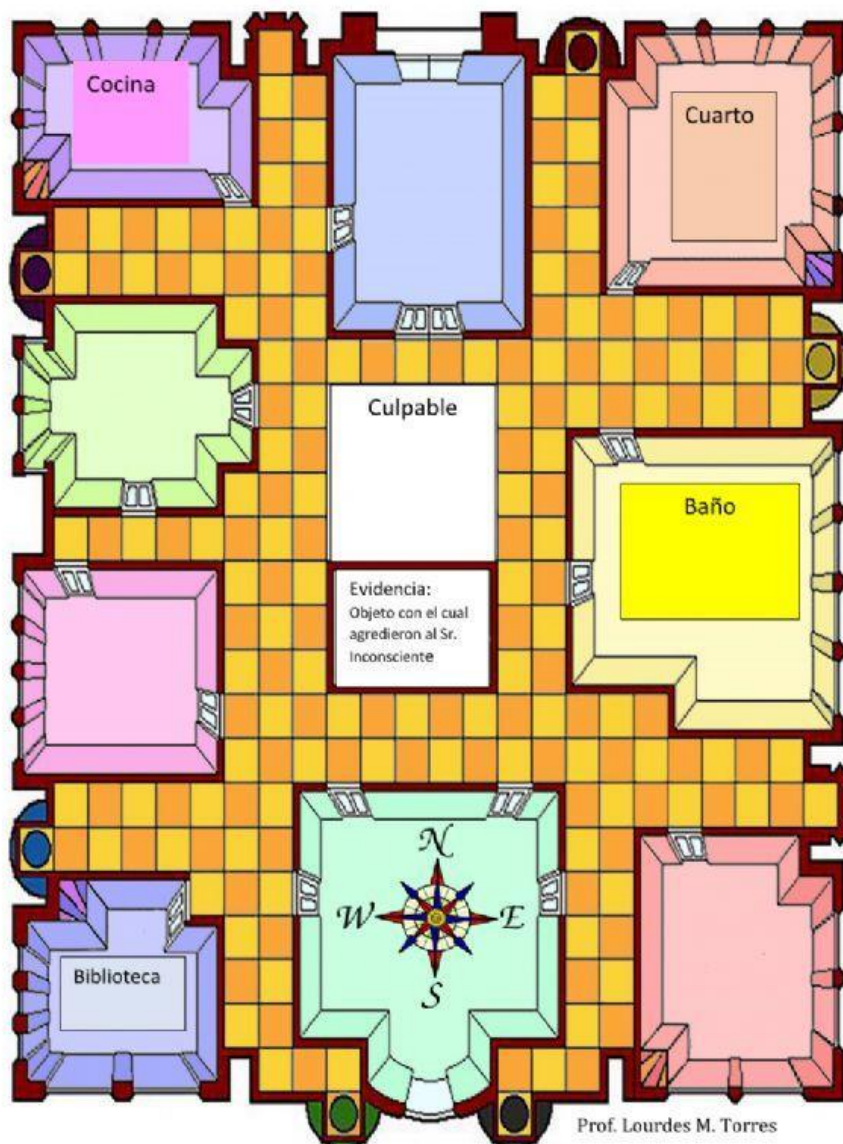 Cocina
Cuarto
Culpable
Baño
Evidencia:
Objeto con el cual
agredieron al Sr.
Inconsciente
N
W
E
S
Biblioteca
Prof. Lourdes M. Torres